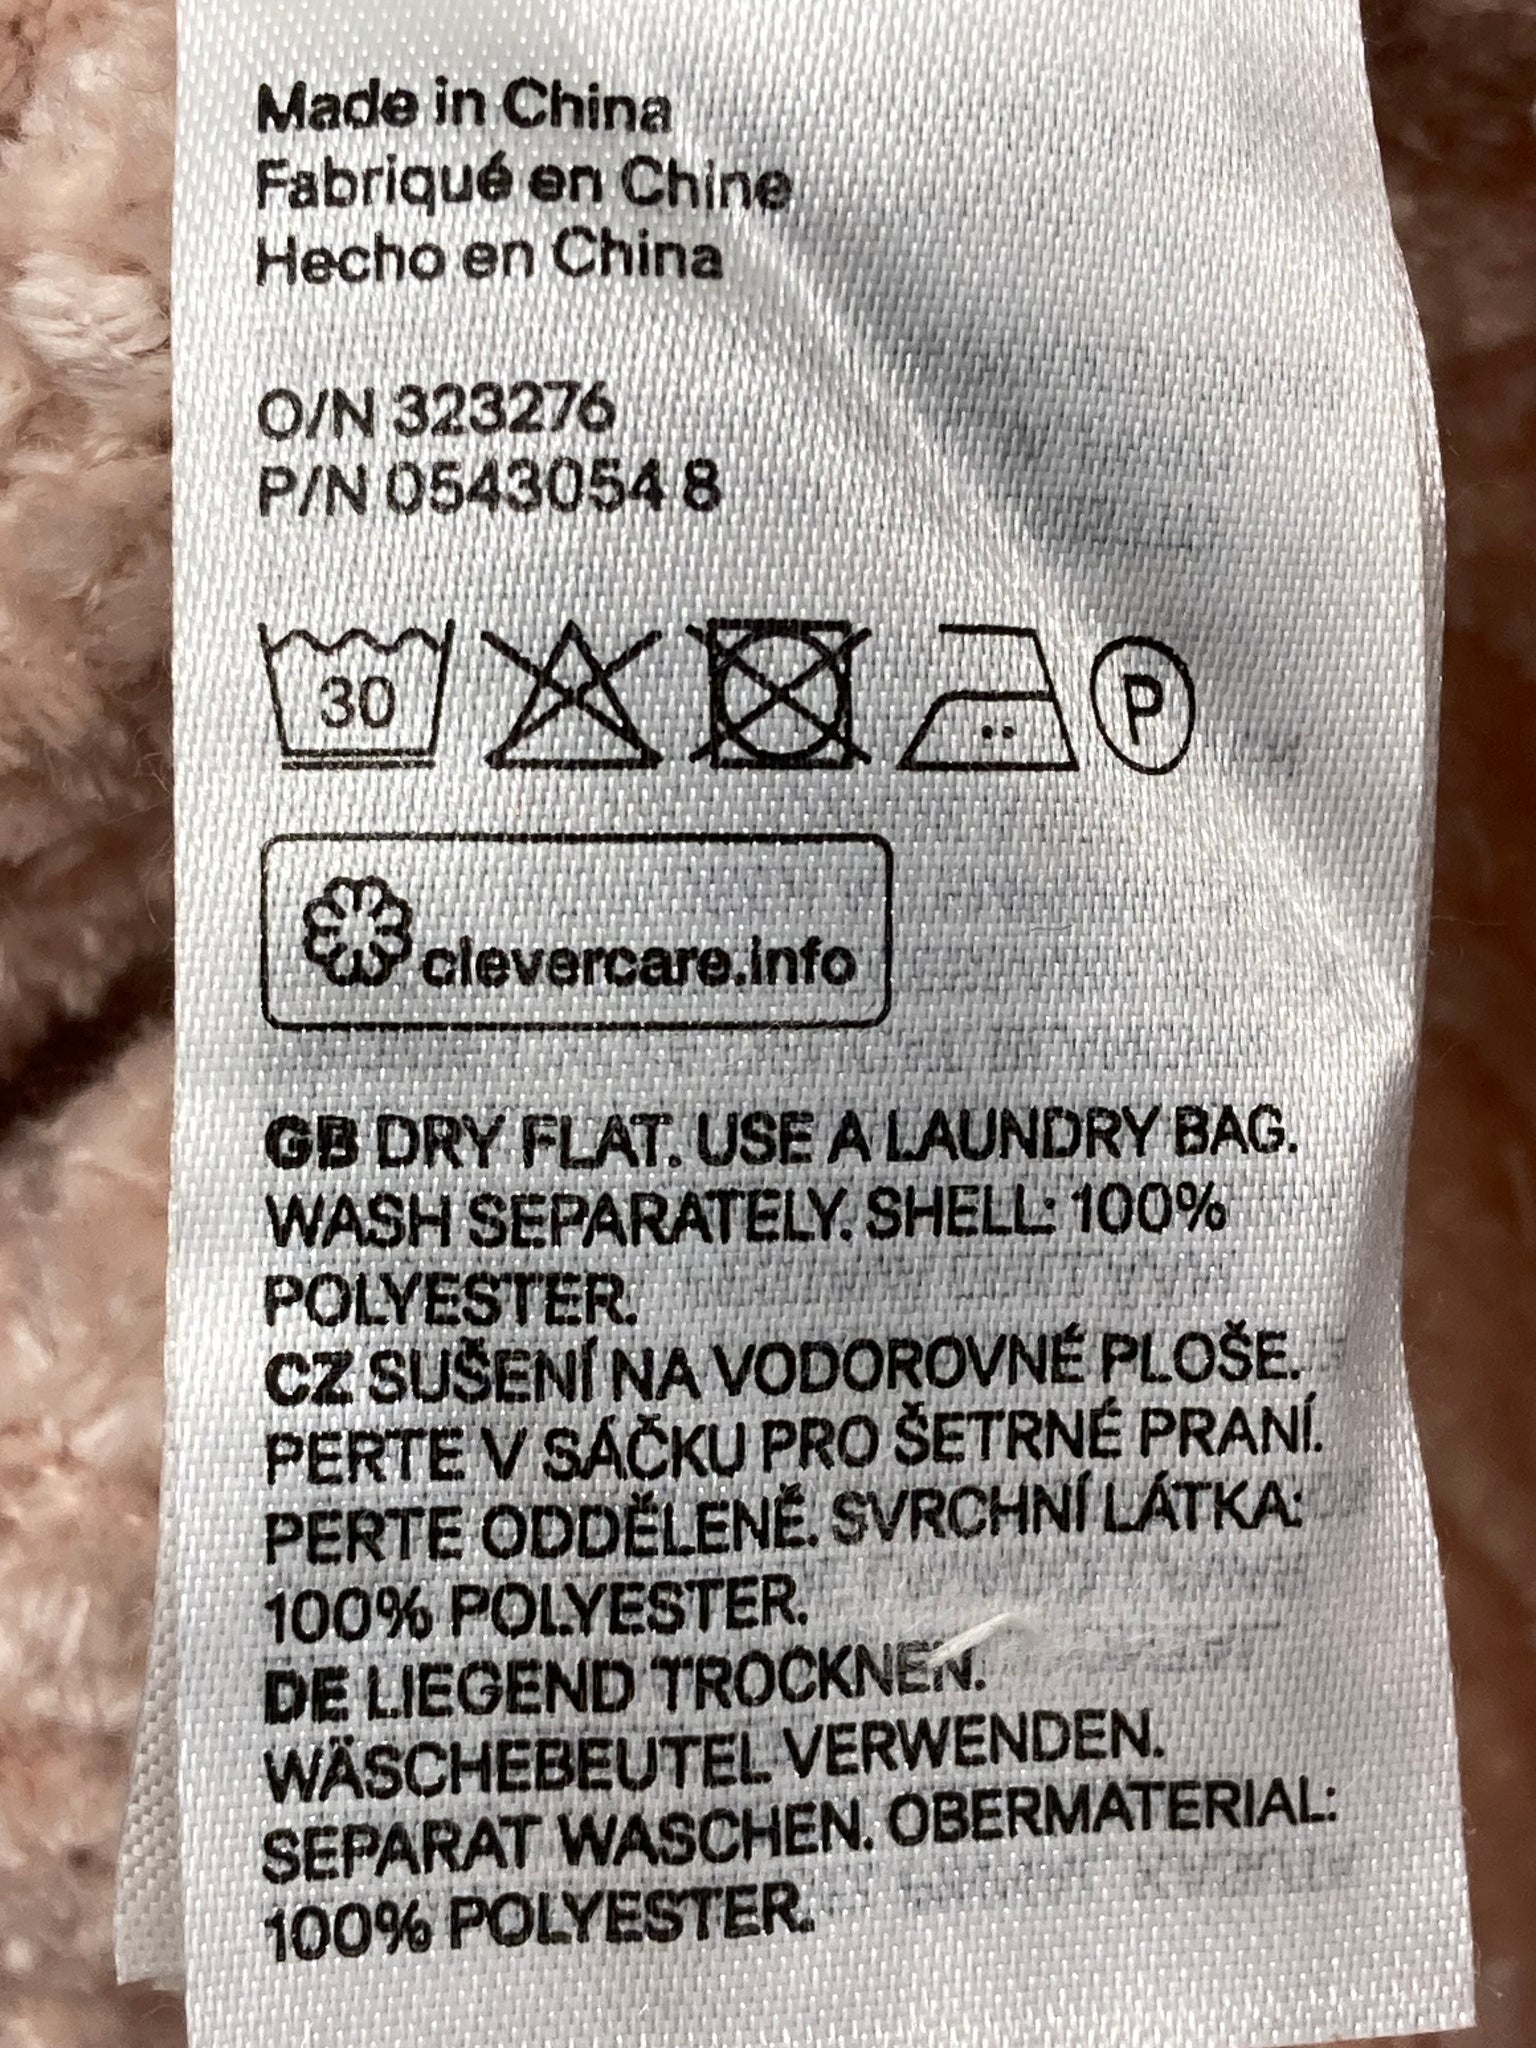 Made in China
Fabriqué en Chine
Hecho en China
O/N 323276
P/N 0543054 8
30
P
clevercare.info
GB DRY FLAT. USE A LAUNDRY BAG.
WASH SEPARATELY. SHELL: 100%
POLYESTER.
CZ SUŠENÍ NA VODOROVNÉ PLOŠE.
PERTE V SÁČKU PRO ŠETRNÉ PRANÍ.
PERTE ODDĚLENĚ. SVRCHNÍ LÁTKA:
100% POLYESTER.
DE LIEGEND TROCKNEN.
WÄSCHEBEUTEL VERWENDEN.
SEPARAT WASCHEN. OBERMATERIAL:
100% POLYESTER.